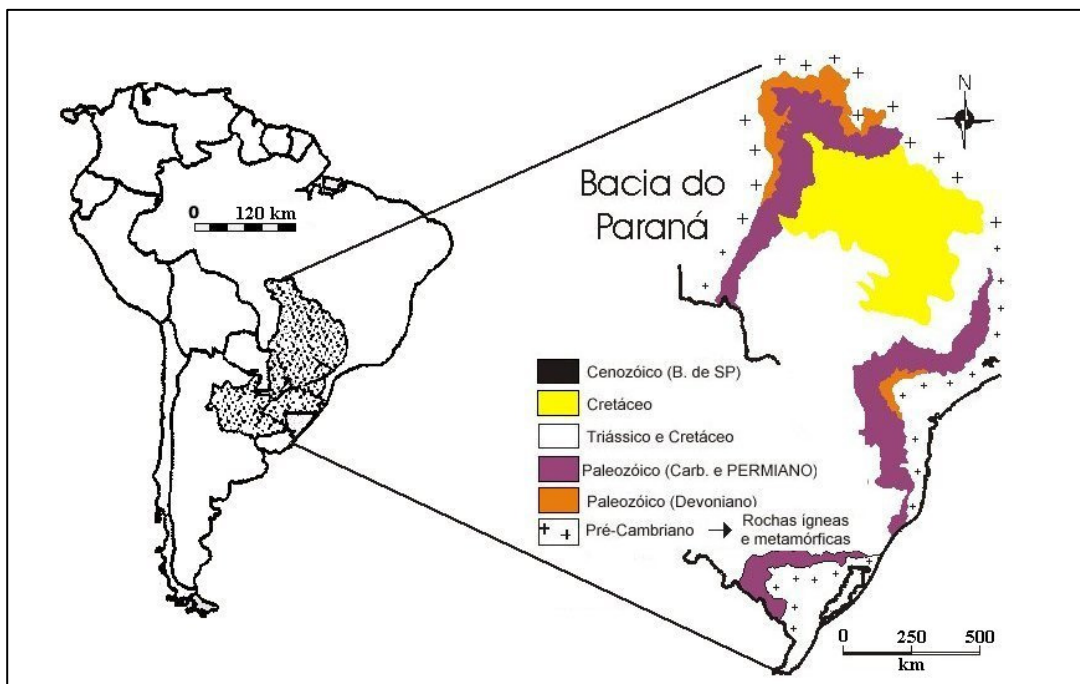 0 120 km
N
Bacia do
Paraná
Cenozóico (B. de SP)
Cretáceo
Triássico e Cretáceo
Paleozóico (Carb. e PERMIANO)
Paleozóico (Devoniano)
Pré-Cambriano → Rochas ígneas
e metamórficas
0 250 500
km